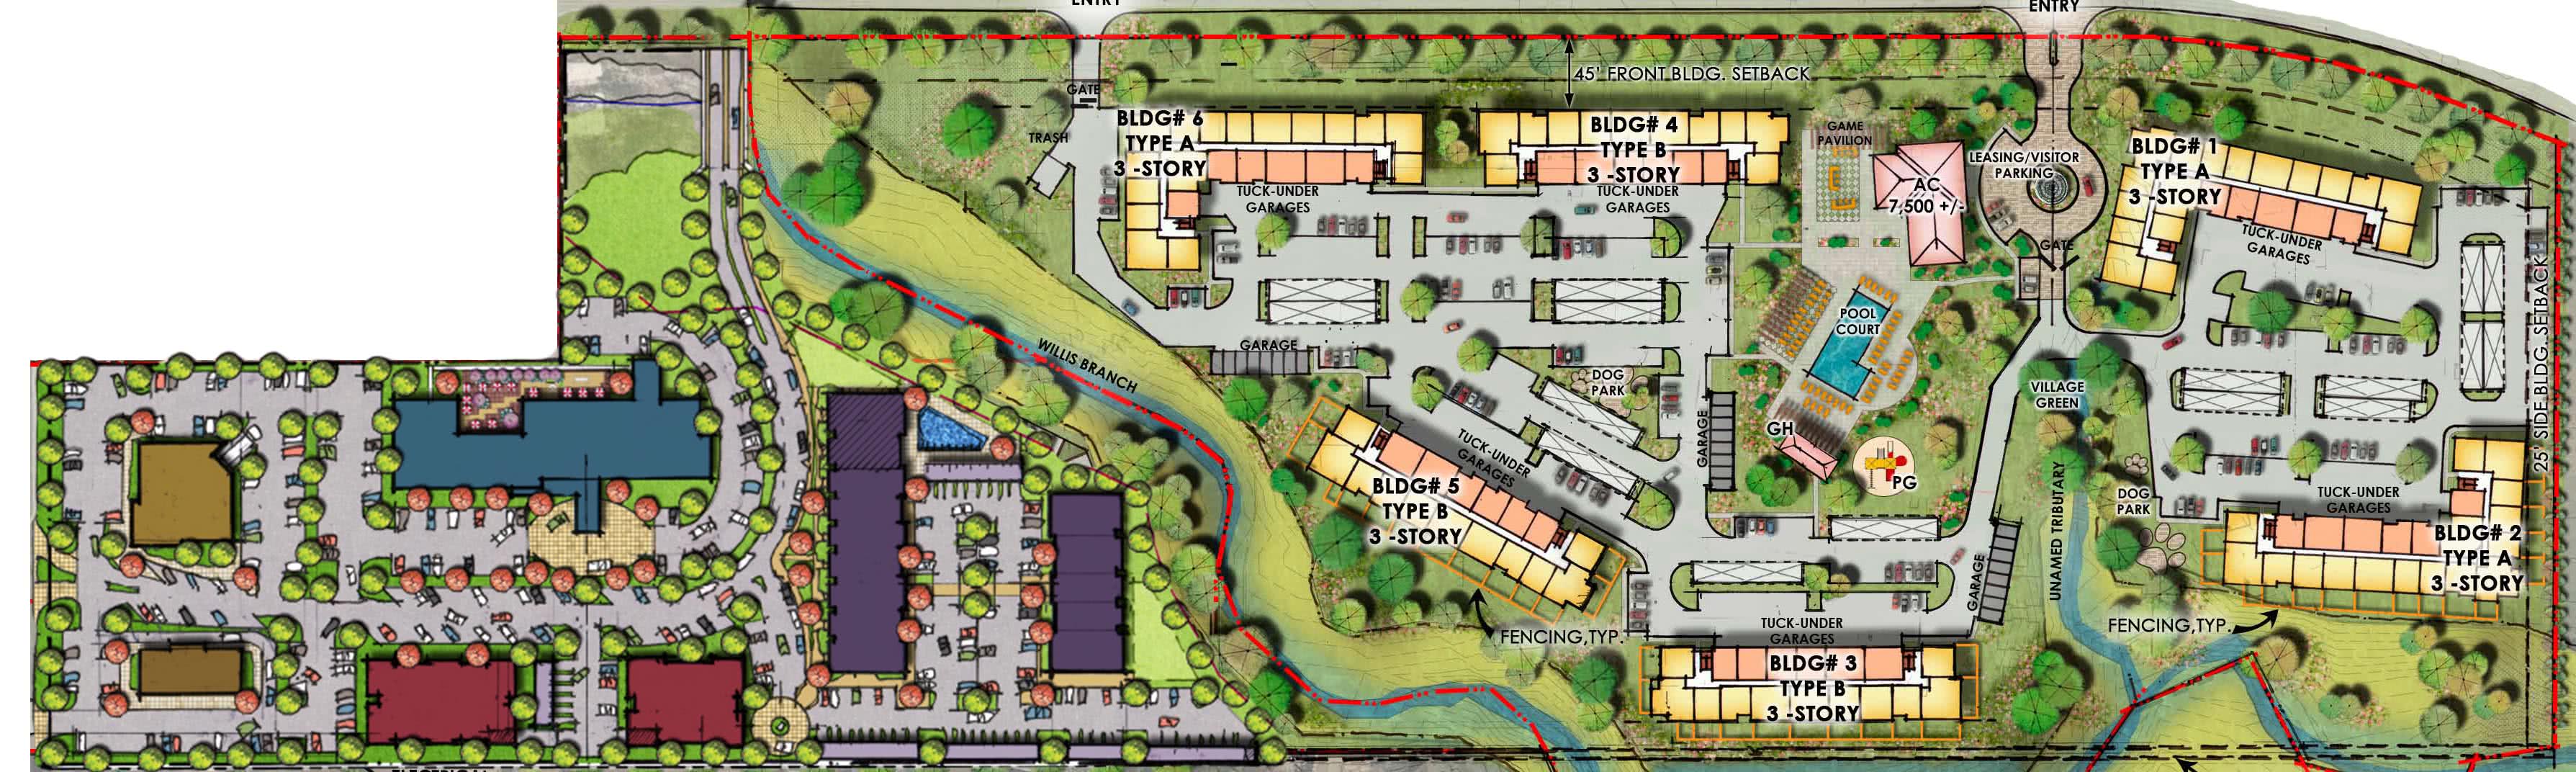 ENTRY
ENTRY
45' FRONT BLDG. SETBACK
GATE
TRASH
BLDG# 6
TYPE A
3 -STORY
TUCK-UNDER
GARAGES
BLDG# 4
TYPE B
3 -STORY
TUCK-UNDER
GARAGES
GAME
PAVILION
AC
7,500 +/-
LEASING/VISITOR
PARKING
GATE
BLDG# 1
TYPE A
3 -STORY
TUCK-UNDER
GARAGES
25' SIDE BLDG. SETBACK
WILLIS BRANCH
GARAGE
DOG
PARK
POOL
COURT
VILLAGE
GREEN
GARAGE
GH
PG
TUCK-UNDER
GARAGES
BLDG# 5
TYPE B
3 -STORY
UNAMED TRIBUTARY
DOG
PARK
TUCK-UNDER
GARAGES
BLDG# 2
TYPE A
3 -STORY
GARAGE
FENCING,TYP.
FENCING,TYP.
TUCK-UNDER
GARAGES
BLDG# 3
TYPE B
3 -STORY
ELECTRICAL